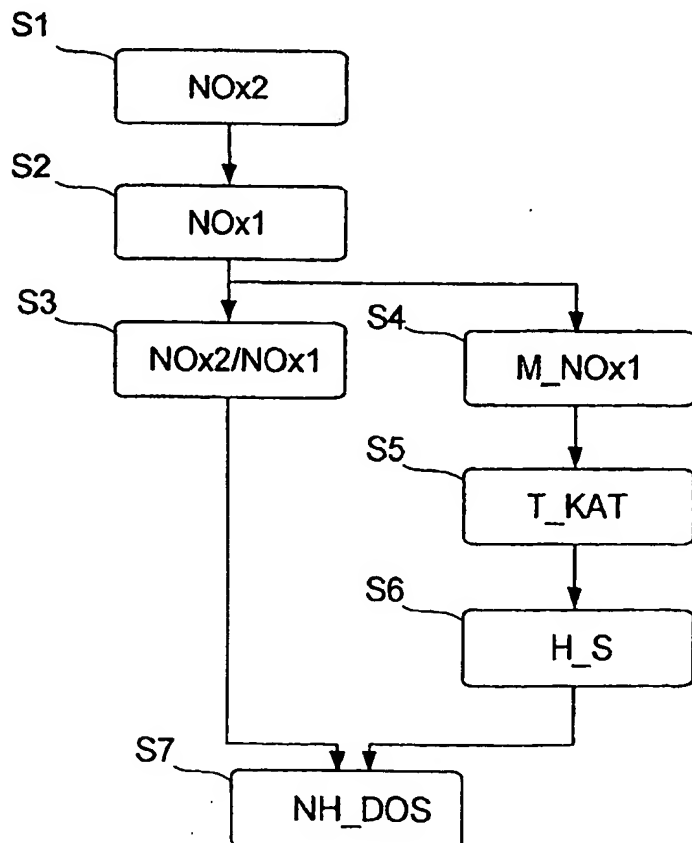 S1
NOx2
S2
NOx1
S3
NOx2/NOx1
S4
M_NOx1
S5
T_KAT
S6
H_S
S7
NH_DOS